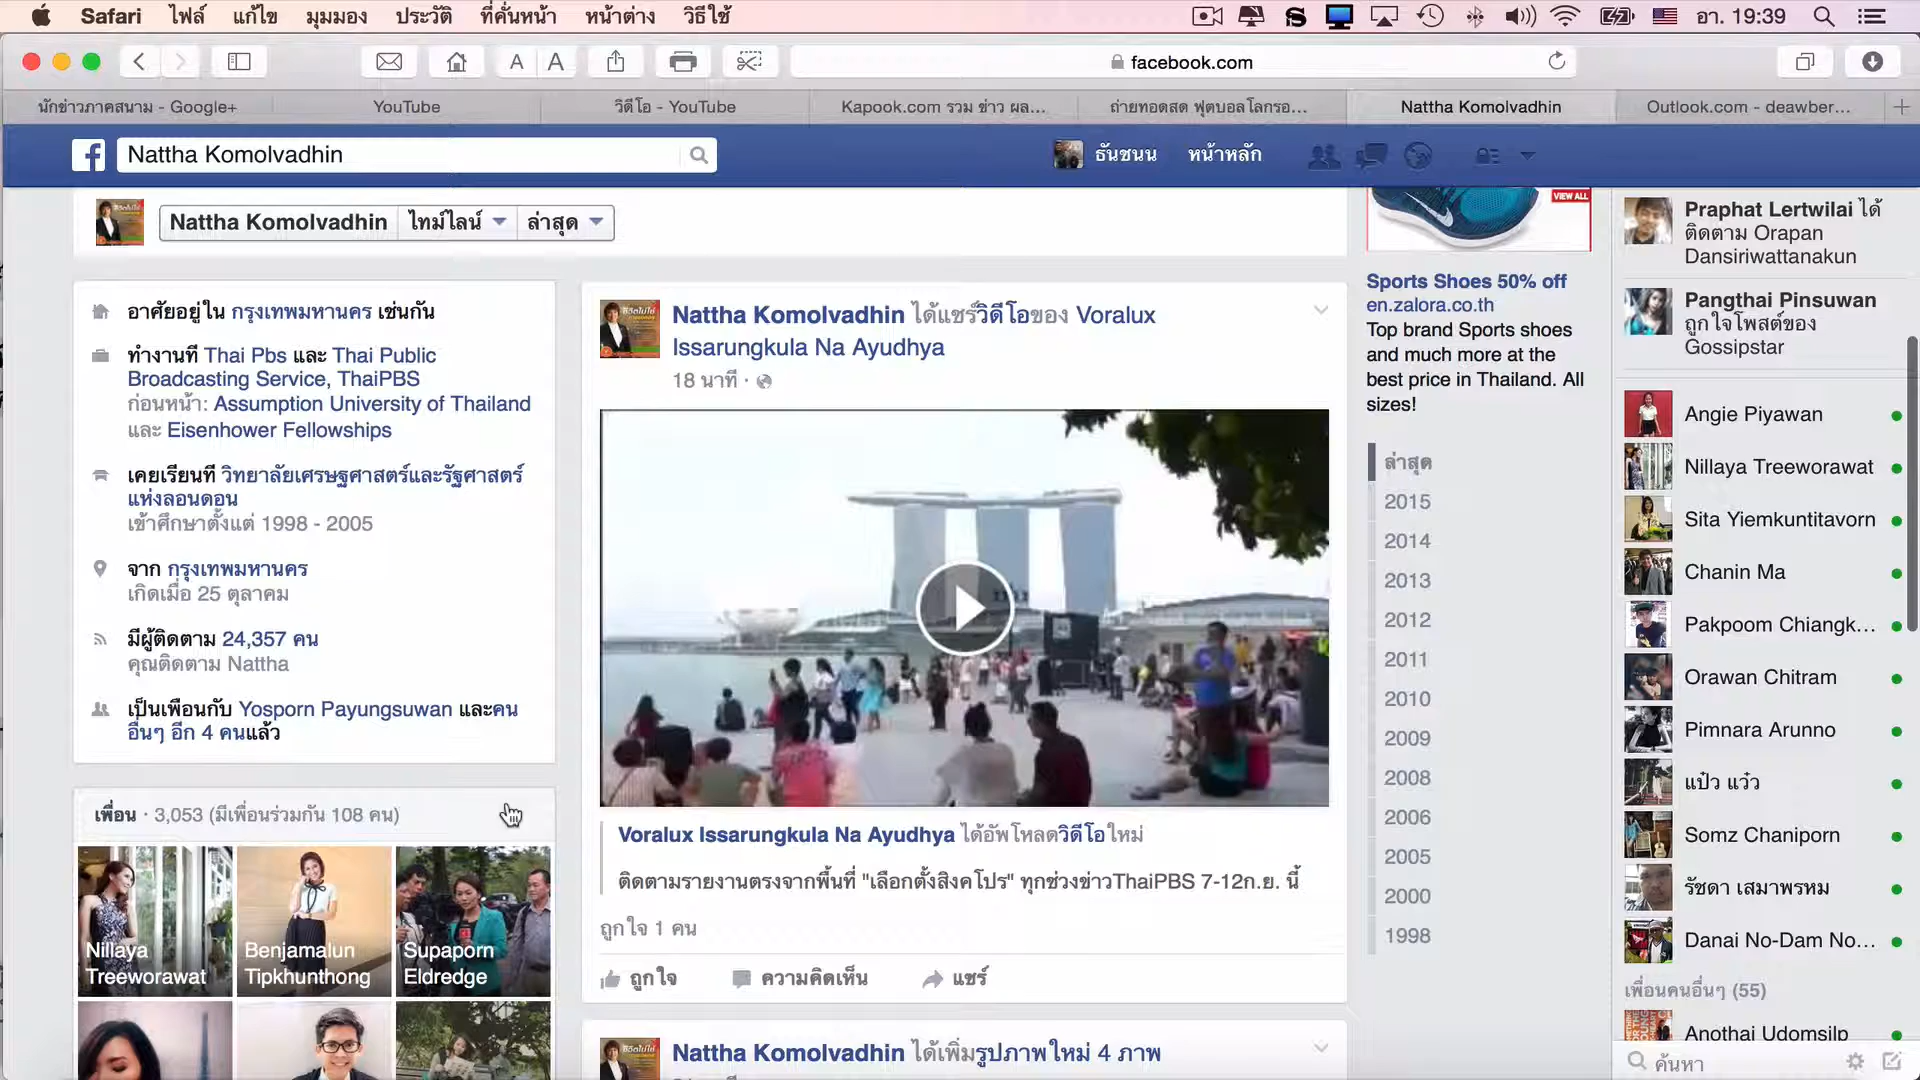 Safari ไฟล์ แก้ไข มุมมอง ประวัติ ที่คั่นหน้า หน้าต่าง วิธีใช้ อา. 19:39
A A facebook.com
นักข่าวภาคสนาม - Google+ YouTube วิดีโอ - YouTube Kapook.com รวม ข่าว ผล... ถ่ายทอดสด ฟุตบอลโลกรอ... Nattha Komolvadhin Outlook.com - deawber...
Nattha Komolvadhin ธันชนน หน้าหลัก
Nattha Komolvadhin ไทม์ไลน์ ล่าสุด
อาศัยอยู่ใน กรุงเทพมหานคร เช่นกัน
ทำงานที่ Thai Pbs และ Thai Public
Broadcasting Service, ThaiPBS
ก่อนหน้า: Assumption University of Thailand
และ Eisenhower Fellowships
เคยเรียนที่ วิทยาลัยเศรษฐศาสตร์และรัฐศาสตร์
แห่งลอนดอน
เข้าศึกษาตั้งแต่ 1998 - 2005
จาก กรุงเทพมหานคร
เกิดเมื่อ 25 ตุลาคม
มีผู้ติดตาม 24,357 คน
คุณติดตาม Nattha
เป็นเพื่อนกับ Yosporn Payungsuwan และคน
อื่นๆ อีก 4 คนแล้ว
เพื่อน · 3,053 (มีเพื่อนร่วมกัน 108 คน)
Nillaya
Treeworawat
Benjamalun
Tipkhunthong
Supaporn
Eldredge
Nattha Komolvadhin ได้แชร์วิดีโอของ Voralux
Issarungkula Na Ayudhya
18 นาที ·
Voralux Issarungkula Na Ayudhya ได้อัพโหลดวิดีโอใหม่
ติดตามรายงานตรงจากพื้นที่ "เลือกตั้งสิงคโปร" ทุกช่วงข่าวThaiPBS 7-12ก.ย. นี้
ถูกใจ 1 คน
ถูกใจ ความคิดเห็น แชร์
Nattha Komolvadhin ได้เพิ่มรูปภาพใหม่ 4 ภาพ
VIEW ALL
Sports Shoes 50% off
en.zalora.co.th
Top brand Sports shoes
and much more at the
best price in Thailand. All
sizes!
ล่าสุด
2015
2014
2013
2012
2011
2010
2009
2008
2006
2005
2000
1998
Praphat Lertwilai ได้
ติดตาม Orapan
Dansiriwattanakun
Pangthai Pinsuwan
ถูกใจโพสต์ของ
Gossipstar
Angie Piyawan
Nillaya Treeworawat
Sita Yiemkuntitavorn
Chanin Ma
Pakpoom Chiangk...
Orawan Chitram
Pimnara Arunno
แป๋ว แว๋ว
Somz Chaniporn
รัชดา เสมาพรหม
Danai No-Dam No...
เพื่อนคนอื่นๆ (55)
Anothai Udomsilp
ค้นหา